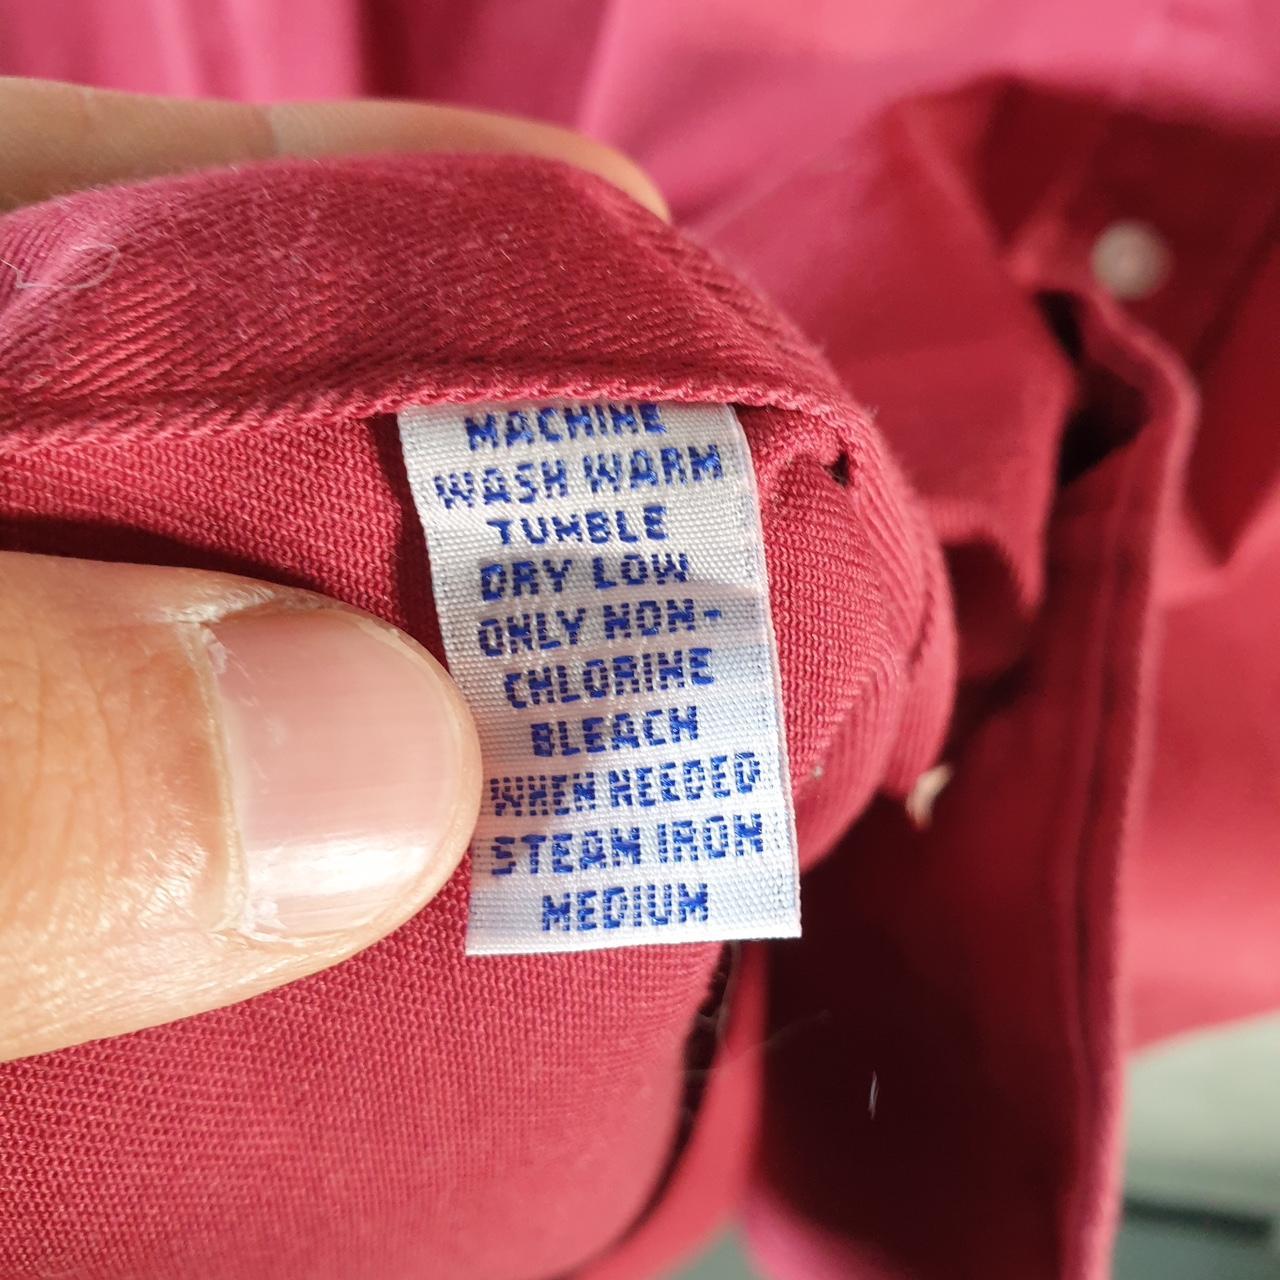 MACHINE
WASH WARM
TUMBLE
DRY LOW
ONLY NON-
CHLORINE
BLEACH
WHEN NEEDED
STEAM IRON
MEDIUM